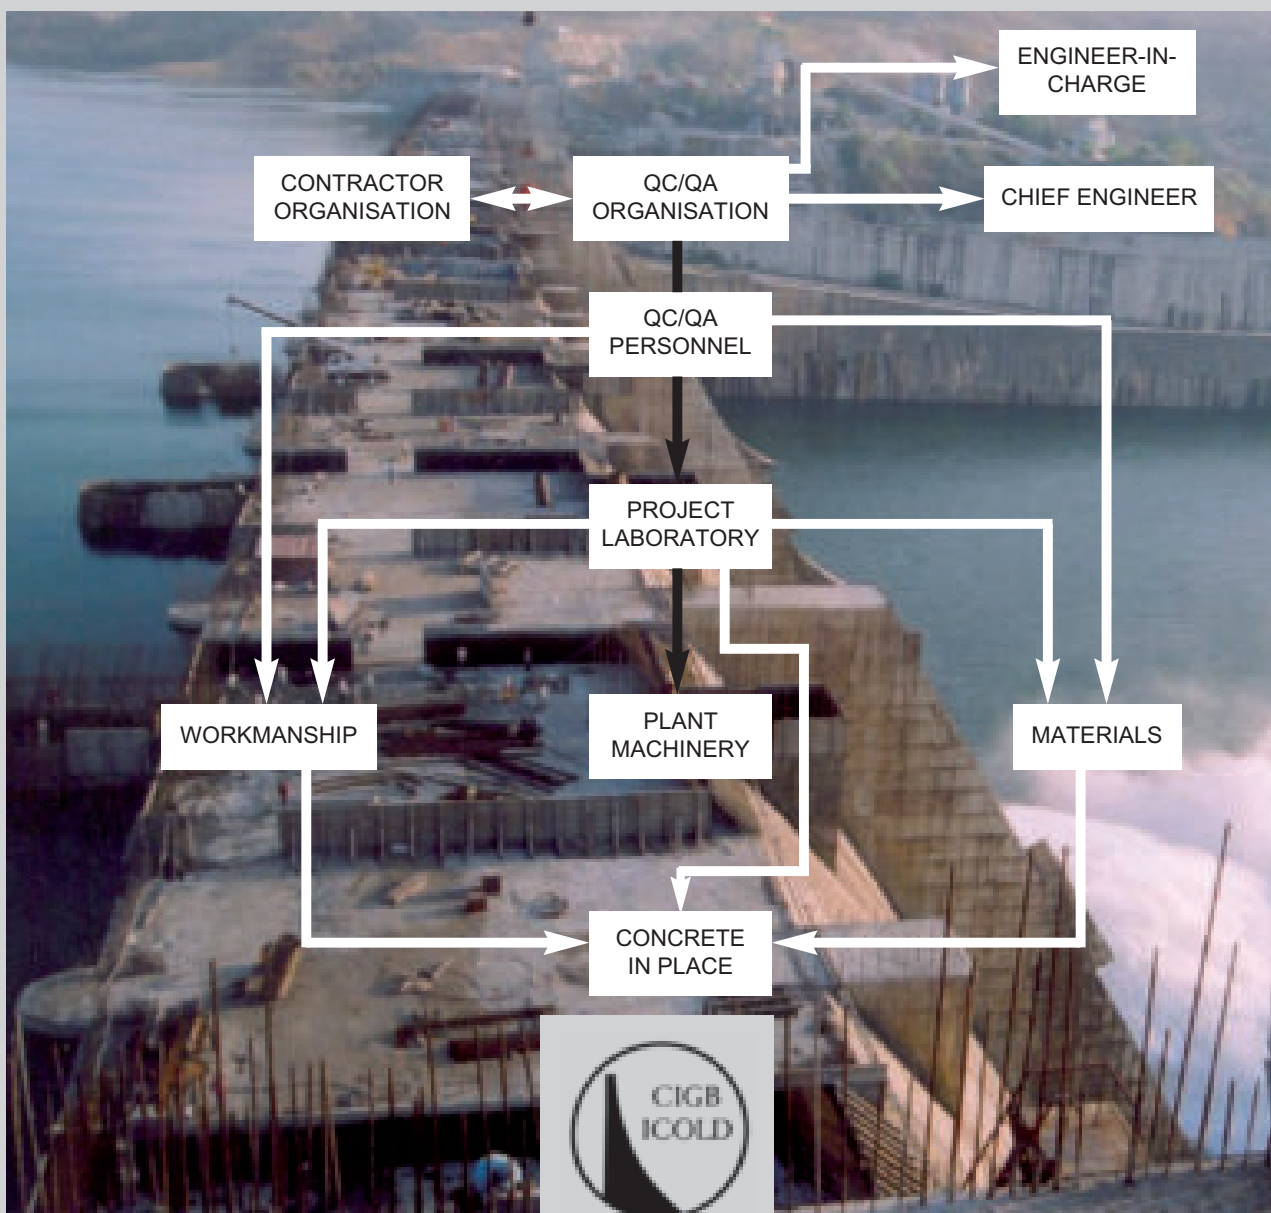 ENGINEER-IN-
CHARGE
CONTRACTOR
ORGANISATION
QC/QA
ORGANISATION
CHIEF ENGINEER
QC/QA
PERSONNEL
PROJECT
LABORATORY
WORKMANSHIP
PLANT
MACHINERY
MATERIALS
CONCRETE
IN PLACE
CIGB
ICOLD